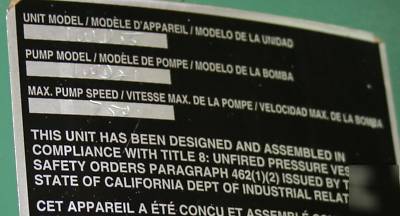 UNIT MODEL / MODÈLE D'APPAREIL / MODELO DE LA UNIDAD
PUMP MODEL / MODÈLE DE POMPE / MODELO DE LA BOMBA
MAX. PUMP SPEED / VITESSE MAX. DE LA POMPE / VELOCIDAD MAX. DE LA BOMBA
THIS UNIT HAS BEEN DESIGNED AND ASSEMBLED IN
COMPLIANCE WITH TITLE 8: UNFIRED PRESSURE VES
SAFETY ORDERS PARAGRAPH 462(1)(2) ISSUED BY T
STATE OF CALIFORNIA DEPT OF INDUSTRIAL RELAT
CET APPAREIL A ÉTÉ CONÇU ET ASSEMBLÉ